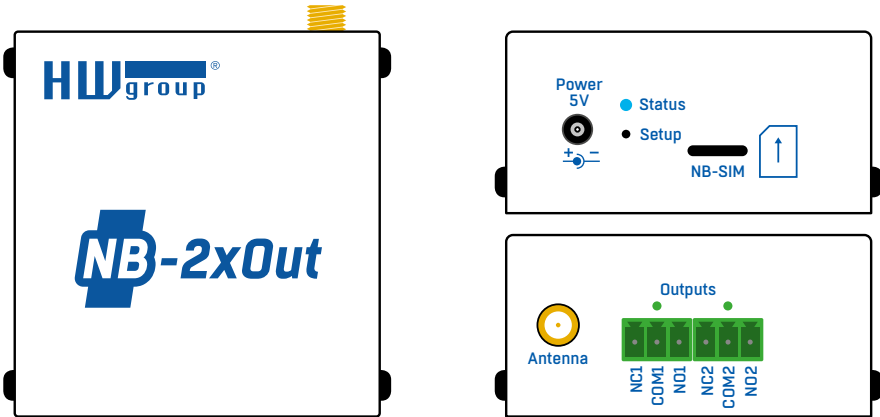 HW group ®
NB-2xOut
Power
5V
Status
Setup
+ −
NB-SIM
Outputs
Antenna
NC1
COM1
NO1
NC2
COM2
NO2